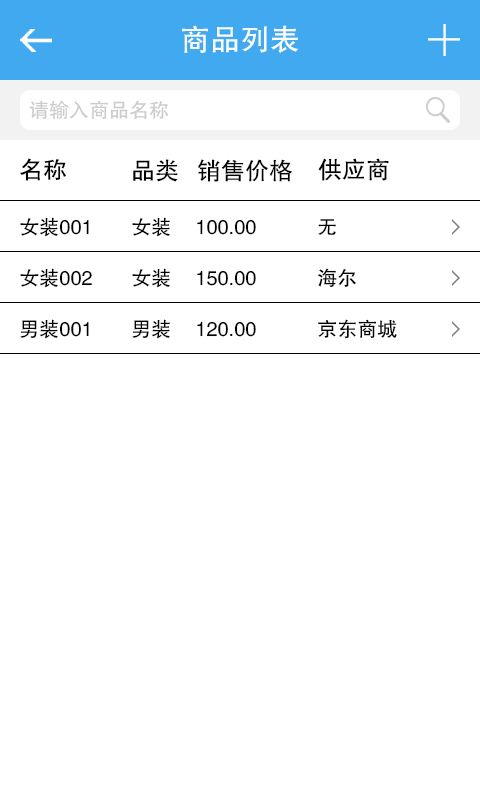 商品列表
请输入商品名称
名称 品类 销售价格 供应商
女装001 女装 100.00 无
女装002 女装 150.00 海尔
男装001 男装 120.00 京东商城